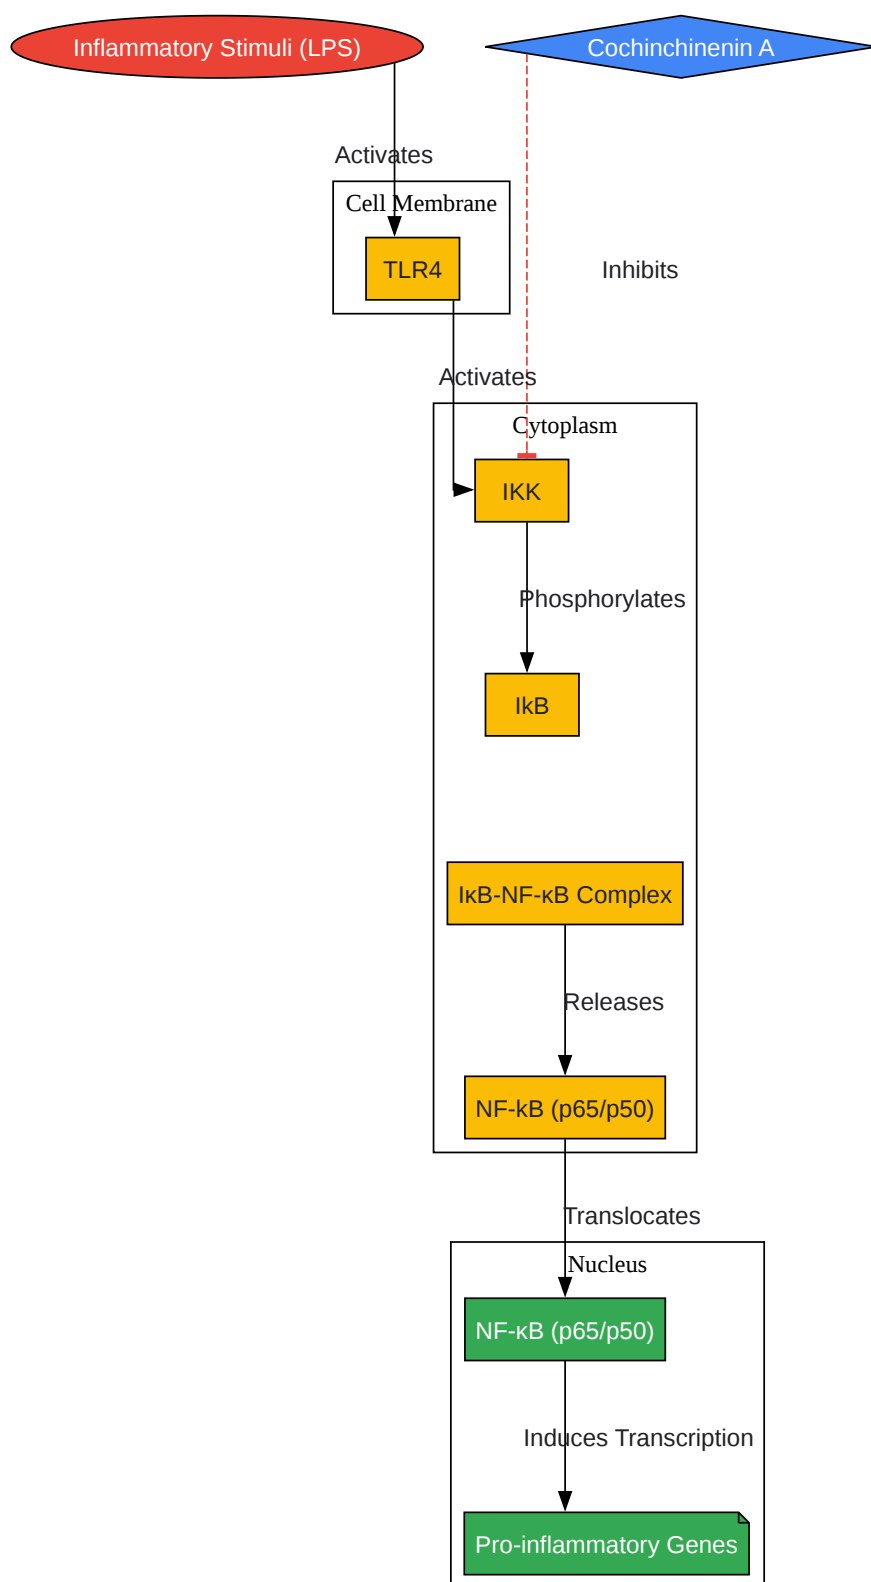 Inflammatory Stimuli (LPS)
Cochinchinenin A
Activates
Cell Membrane
TLR4
Inhibits
Activates
Cytoplasm
IKK
Phosphorylates
IkB
IκB-NF-κB Complex
Releases
NF-kB (p65/p50)
Translocates
Nucleus
NF-κB (p65/p50)
Induces Transcription
Pro-inflammatory Genes